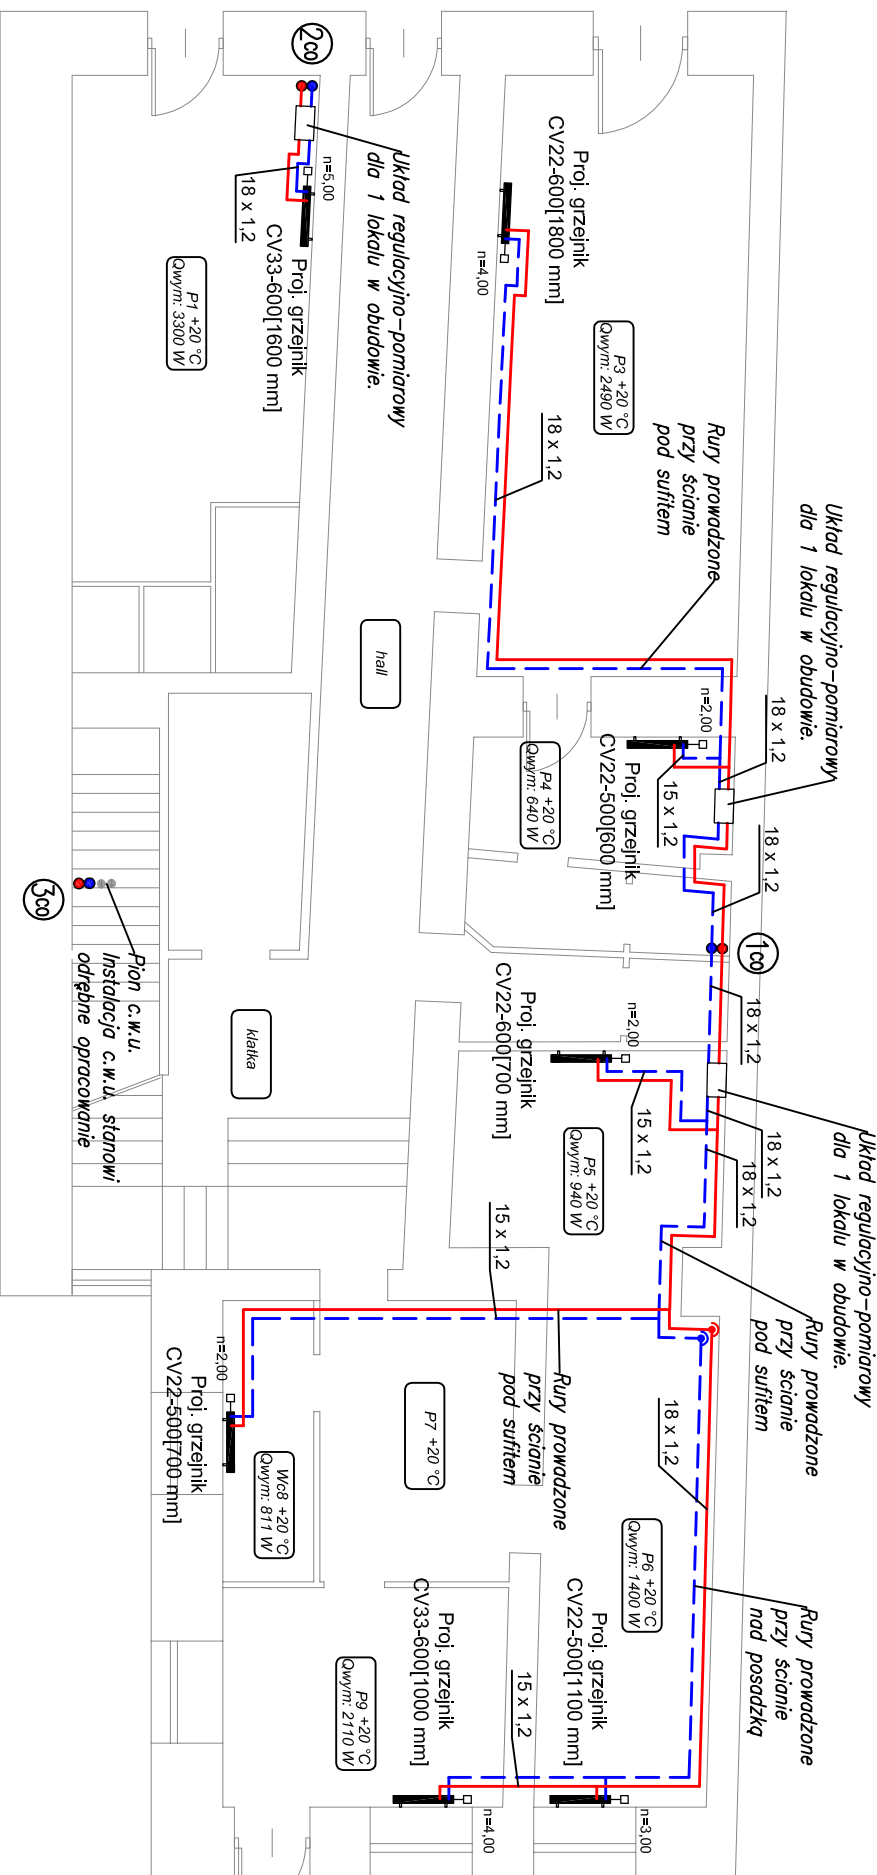 2co
Układ regulacyjno-pomiarowy
dla 1 lokalu w obudowie.
n=5,00
18 x 1,2
Proj. grzejnik
CV33-600[1600 mm]
P1 +20 °C
Qwym: 3300 W
Proj. grzejnik
CV22-600[1800 mm]
n=4,00
P3 +20 °C
Qwym: 2490 W
18 x 1,2
Rury prowadzone
przy ścianie
pod sufitem
Układ regulacyjno-pomiarowy
dla 1 lokalu w obudowie.
hall
n=2,00
18 x 1,2
15 x 1,2
Proj. grzejnik
CV22-500[600 mm]
P4 +20 °C
Qwym: 640 W
18 x 1,2
1co
18 x 1,2
3co
Pion c.w.u.
Instalacja c.w.u. stanowi
odrębne opracowanie
klatka
Proj. grzejnik
CV22-600[700 mm]
n=2,00
15 x 1,2
P5 +20 °C
Qwym: 940 W
18 x 1,2
18 x 1,2
Układ regulacyjno-pomiarowy
dla 1 lokalu w obudowie.
15 x 1,2
Rury prowadzone
przy ścianie
pod sufitem
Rury prowadzone
przy ścianie
pod sufitem
n=2,00
Proj. grzejnik
CV22-500[700 mm]
Wc8 +20 °C
Qwym: 811 W
P7 +20 °C
18 x 1,2
P6 +20 °C
Qwym: 1400 W
Rury prowadzone
przy ścianie
nad posadzką
Proj. grzejnik
CV22-500[1100 mm]
Proj. grzejnik
CV33-600[1000 mm]
P9 +20 °C
Qwym: 2110 W
15 x 1,2
n=4,00
n=3,00